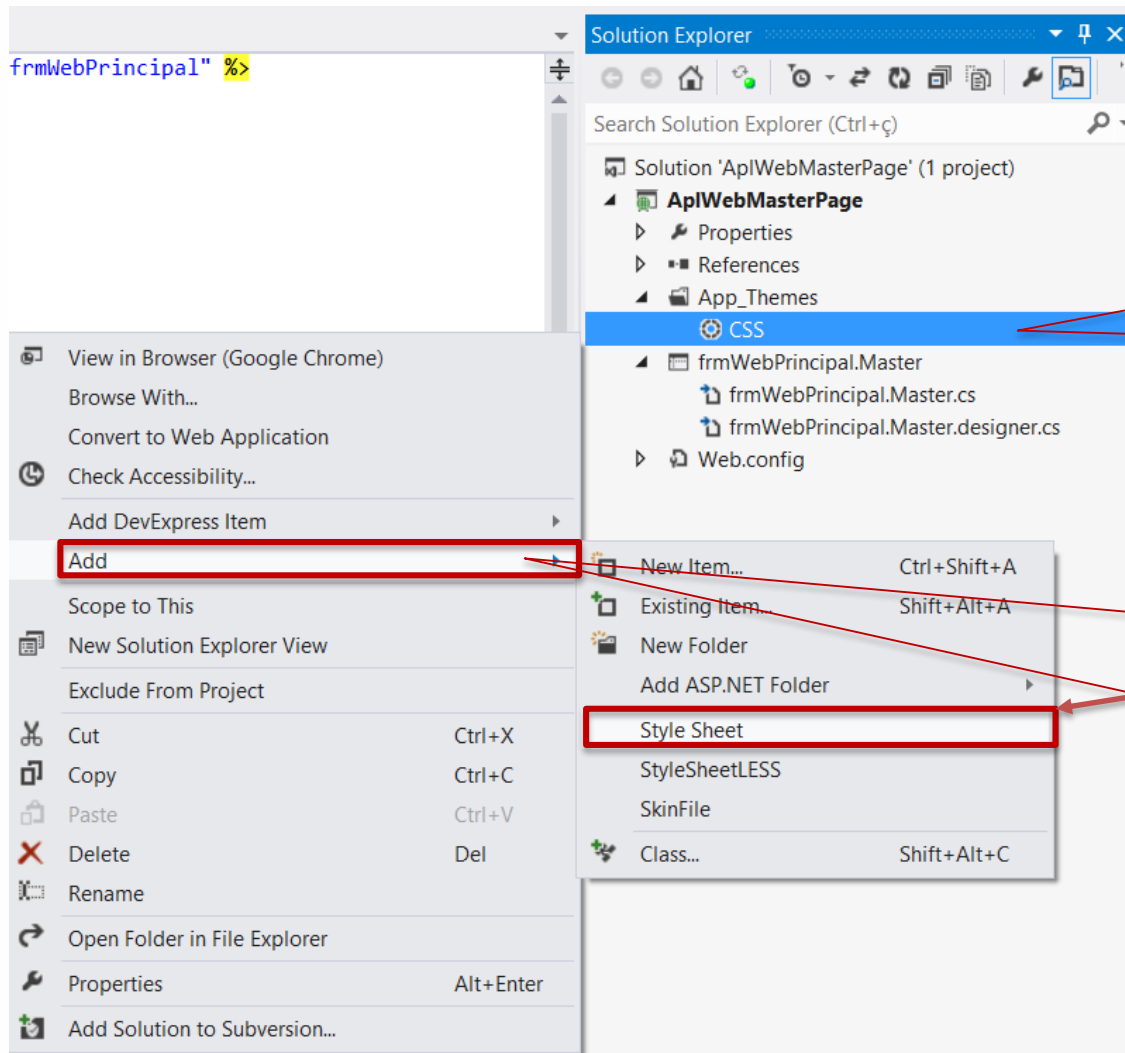 frmWebPrincipal" %>
Solution Explorer
Search Solution Explorer (Ctrl+ç)
Solution 'AplWebMasterPage' (1 project)
AplWebMasterPage
Properties
References
App_Themes
CSS
frmWebPrincipal.Master
frmWebPrincipal.Master.cs
frmWebPrincipal.Master.designer.cs
Web.config
View in Browser (Google Chrome)
Browse With...
Convert to Web Application
Check Accessibility...
Add DevExpress Item
Add
Scope to This
New Solution Explorer View
Exclude From Project
Cut Ctrl+X
Copy Ctrl+C
Paste Ctrl+V
Delete Del
Rename
Open Folder in File Explorer
Properties Alt+Enter
Add Solution to Subversion...
New Item... Ctrl+Shift+A
Existing Item... Shift+Alt+A
New Folder
Add ASP.NET Folder
Style Sheet
StyleSheetLESS
SkinFile
Class... Shift+Alt+C